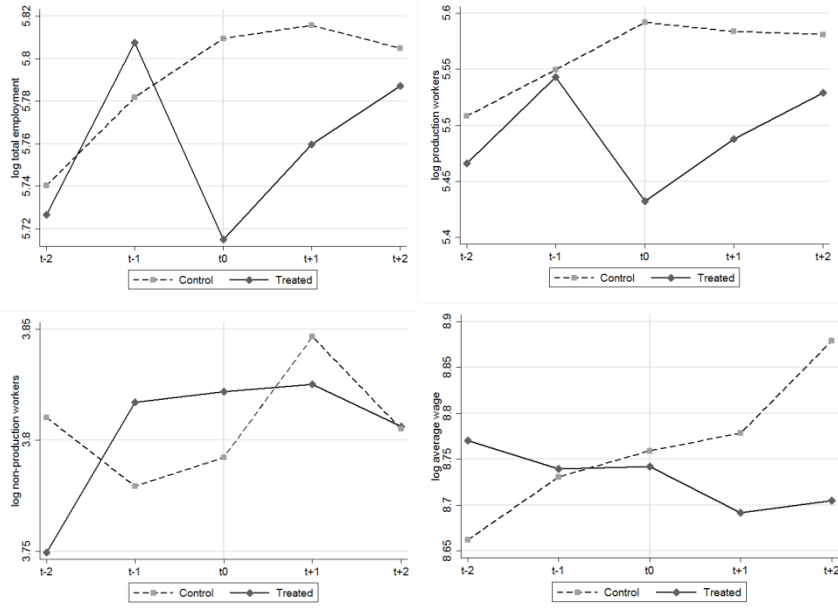 log total employment
5.82
5.8
5.78
5.76
5.74
5.72
t-2 t-1 t0 t+1 t+2
Control Treated
log production workers
5.6
5.55
5.5
5.45
5.4
t-2 t-1 t0 t+1 t+2
Control Treated
log non-production workers
3.85
3.8
3.75
t-2 t-1 t0 t+1 t+2
Control Treated
log average wage
8.9
8.85
8.8
8.75
8.7
8.65
t-2 t-1 t0 t+1 t+2
Control Treated